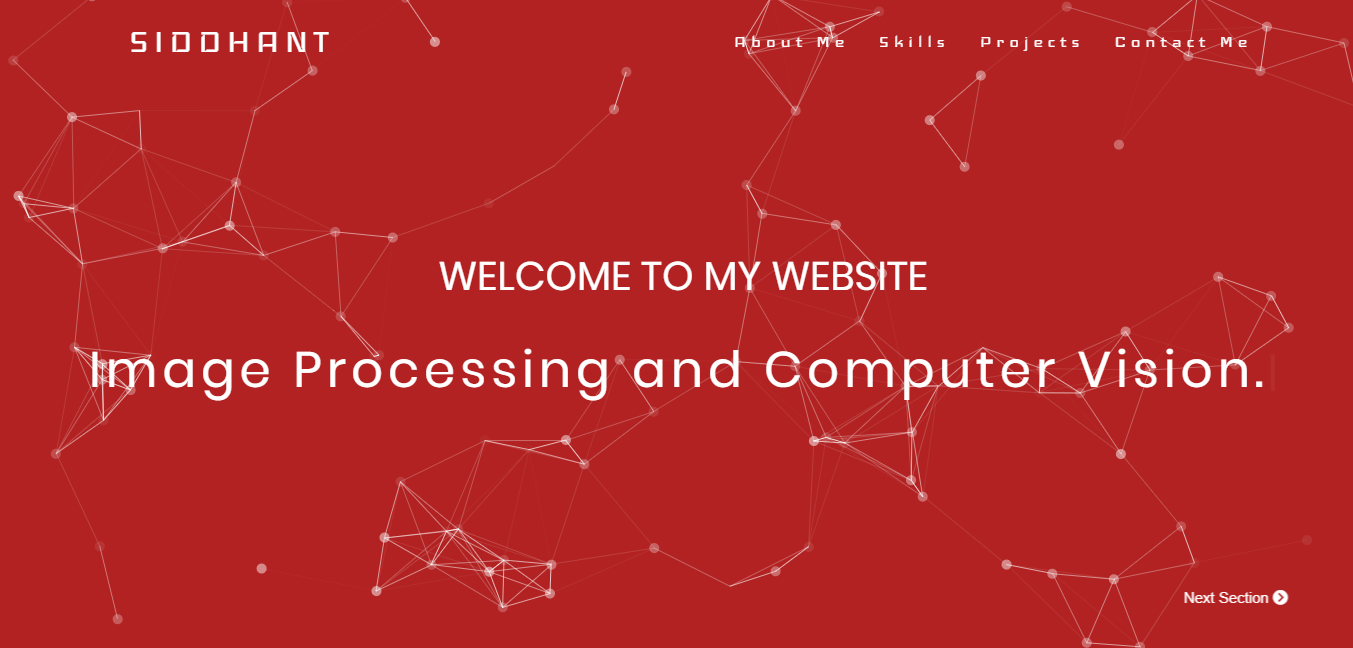 SIDDHANT
About Me Skills Projects Contact Me
WELCOME TO MY WEBSITE
Image Processing and Computer Vision.
Next Section